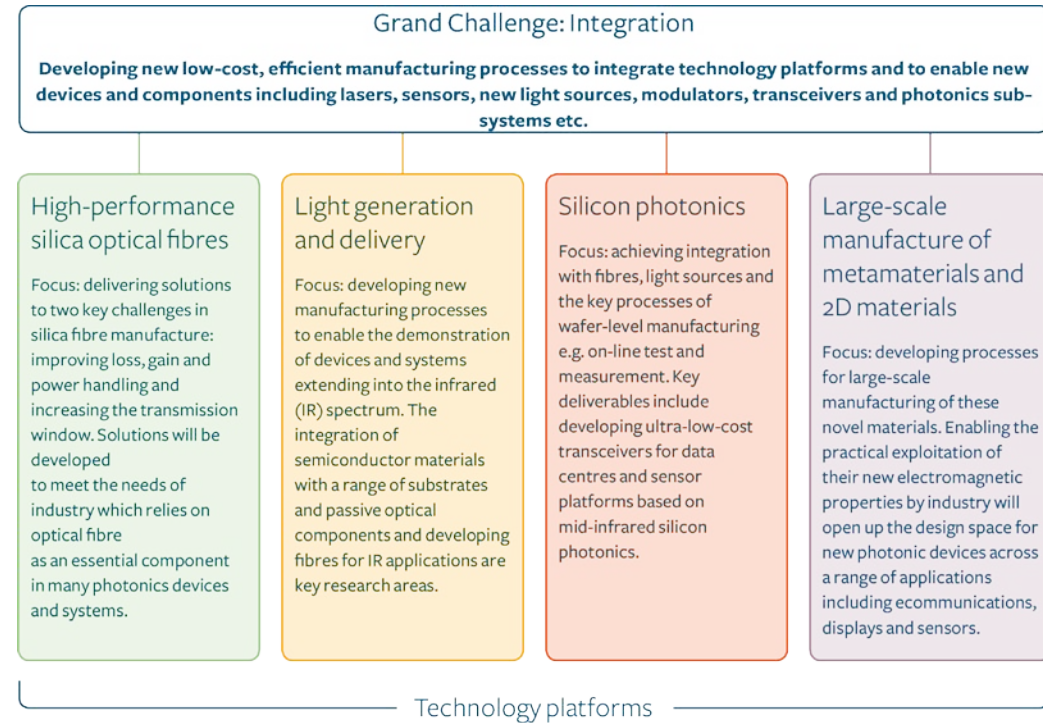 Grand Challenge: Integration
Developing new low-cost, efficient manufacturing processes to integrate technology platforms and to enable new
devices and components including lasers, sensors, new light sources, modulators, transceivers and photonics sub-
systems etc.
High-performance
silica optical fibres
Focus: delivering solutions
to two key challenges in
silica fibre manufacture:
improving loss, gain and
power handling and
increasing the transmission
window. Solutions will be
developed
to meet the needs of
industry which relies on
optical fibre
as an essential component
in many photonics devices
and systems.
Light generation
and delivery
Focus: developing new
manufacturing processes
to enable the demonstration
of devices and systems
extending into the infrared
(IR) spectrum. The
integration of
semiconductor materials
with a range of substrates
and passive optical
components and developing
fibres for IR applications are
key research areas.
Silicon photonics
Focus: achieving integration
with fibres, light sources and
the key processes of
wafer-level manufacturing
e.g. on-line test and
measurement. Key
deliverables include
developing ultra-low-cost
transceivers for data
centres and sensor
platforms based on
mid-infrared silicon
photonics.
Large-scale
manufacture of
metamaterials and
2D materials
Focus: developing processes
for large-scale
manufacturing of these
novel materials. Enabling the
practical exploitation of
their new electromagnetic
properties by industry will
open up the design space for
new photonic devices across
a range of applications
including ecommunications,
displays and sensors.
Technology platforms